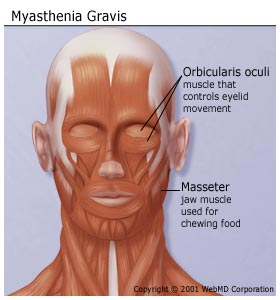 Myasthenia Gravis
Orbicularis oculi
muscle that
controls eyelid
movement
Masseter
jaw muscle
used for
chewing food
Copyright © 2001 WebMD Corporation